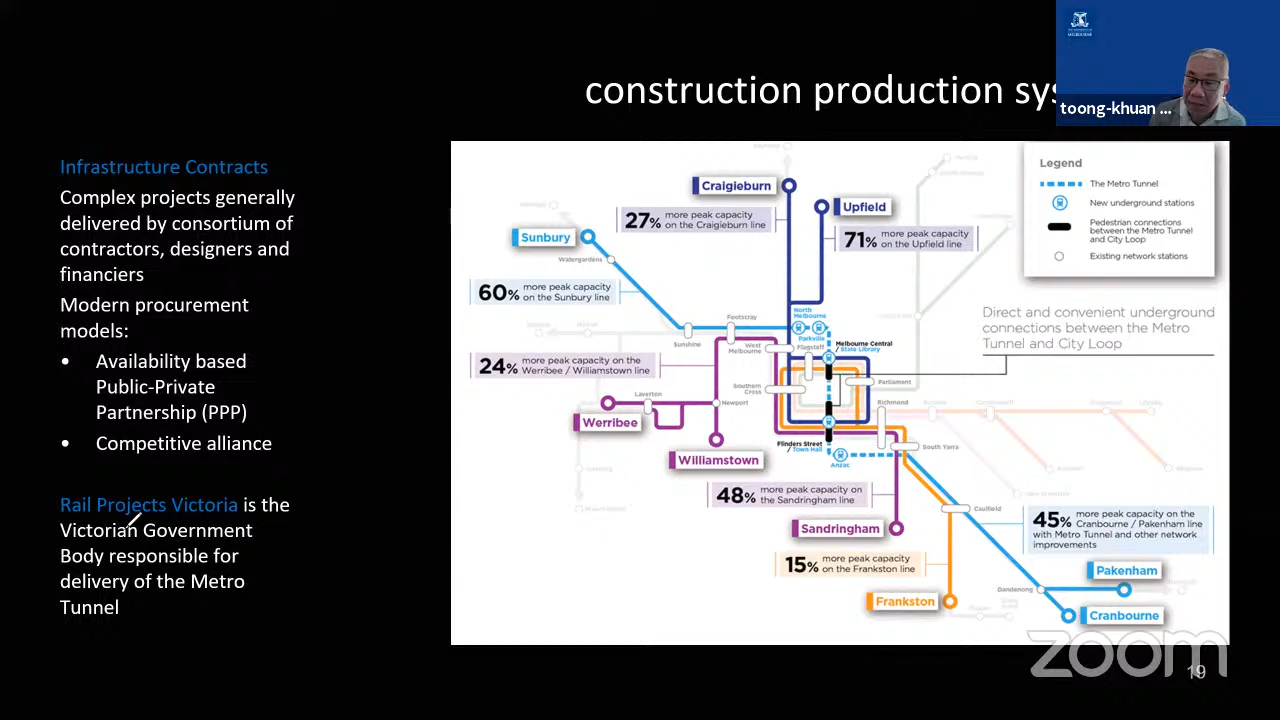 construction production sys
toong-khuan ...
Infrastructure Contracts
Complex projects generally
delivered by consortium of
contractors, designers and
financiers
Modern procurement
models:
• Availability based
Public-Private
Partnership (PPP)
• Competitive alliance
Rail Projects Victoria is the
Victorian Government
Body responsible for
delivery of the Metro
Tunnel
Craigieburn
27% more peak capacity
on the Craigieburn line
Upfield
71% more peak capacity
on the Upfield line
Sunbury
Watergardens
60% more peak capacity
on the Sunbury line
Legend
The Metro Tunnel
New underground stations
Pedestrian connections
between the Metro Tunnel
and City Loop
Existing network stations
Direct and convenient underground
connections between the Metro
Tunnel and City Loop
North
Melbourne
Parkville
Footscray
Sunshine
West
Melbourne
Flagstaff
Melbourne Central
/ State Library
24% more peak capacity on the
Werribee / Williamstown line
Southern
Cross
Parliament
Laverton
Newport
Richmond
Werribee
Williamstown
Flinders Street
/ Town Hall
Anzac
South Yarra
48% more peak capacity on
the Sandringham line
Sandringham
Caulfield
45% more peak capacity on the
Cranbourne / Pakenham line
with Metro Tunnel and other network
improvements
15% more peak capacity
on the Frankston line
Frankston
Dandenong
Pakenham
Cranbourne
zoom
19